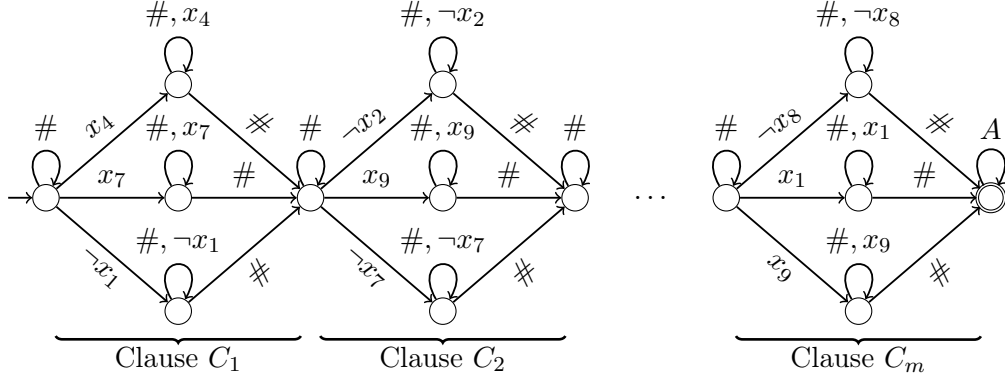 #, x₄ #, ¬x₂ #, ¬x₈
# x₄ #, x₇ # # ¬x₂ #, x₉ # # # ¬x₈ #, x₁ # A
x₇ # x₉ # . . . x₁ #
¬x₁ #, ¬x₁ # ¬x₇ #, ¬x₇ # x₉ #, x₉ #
Clause C₁ Clause C₂ Clause Cₘ